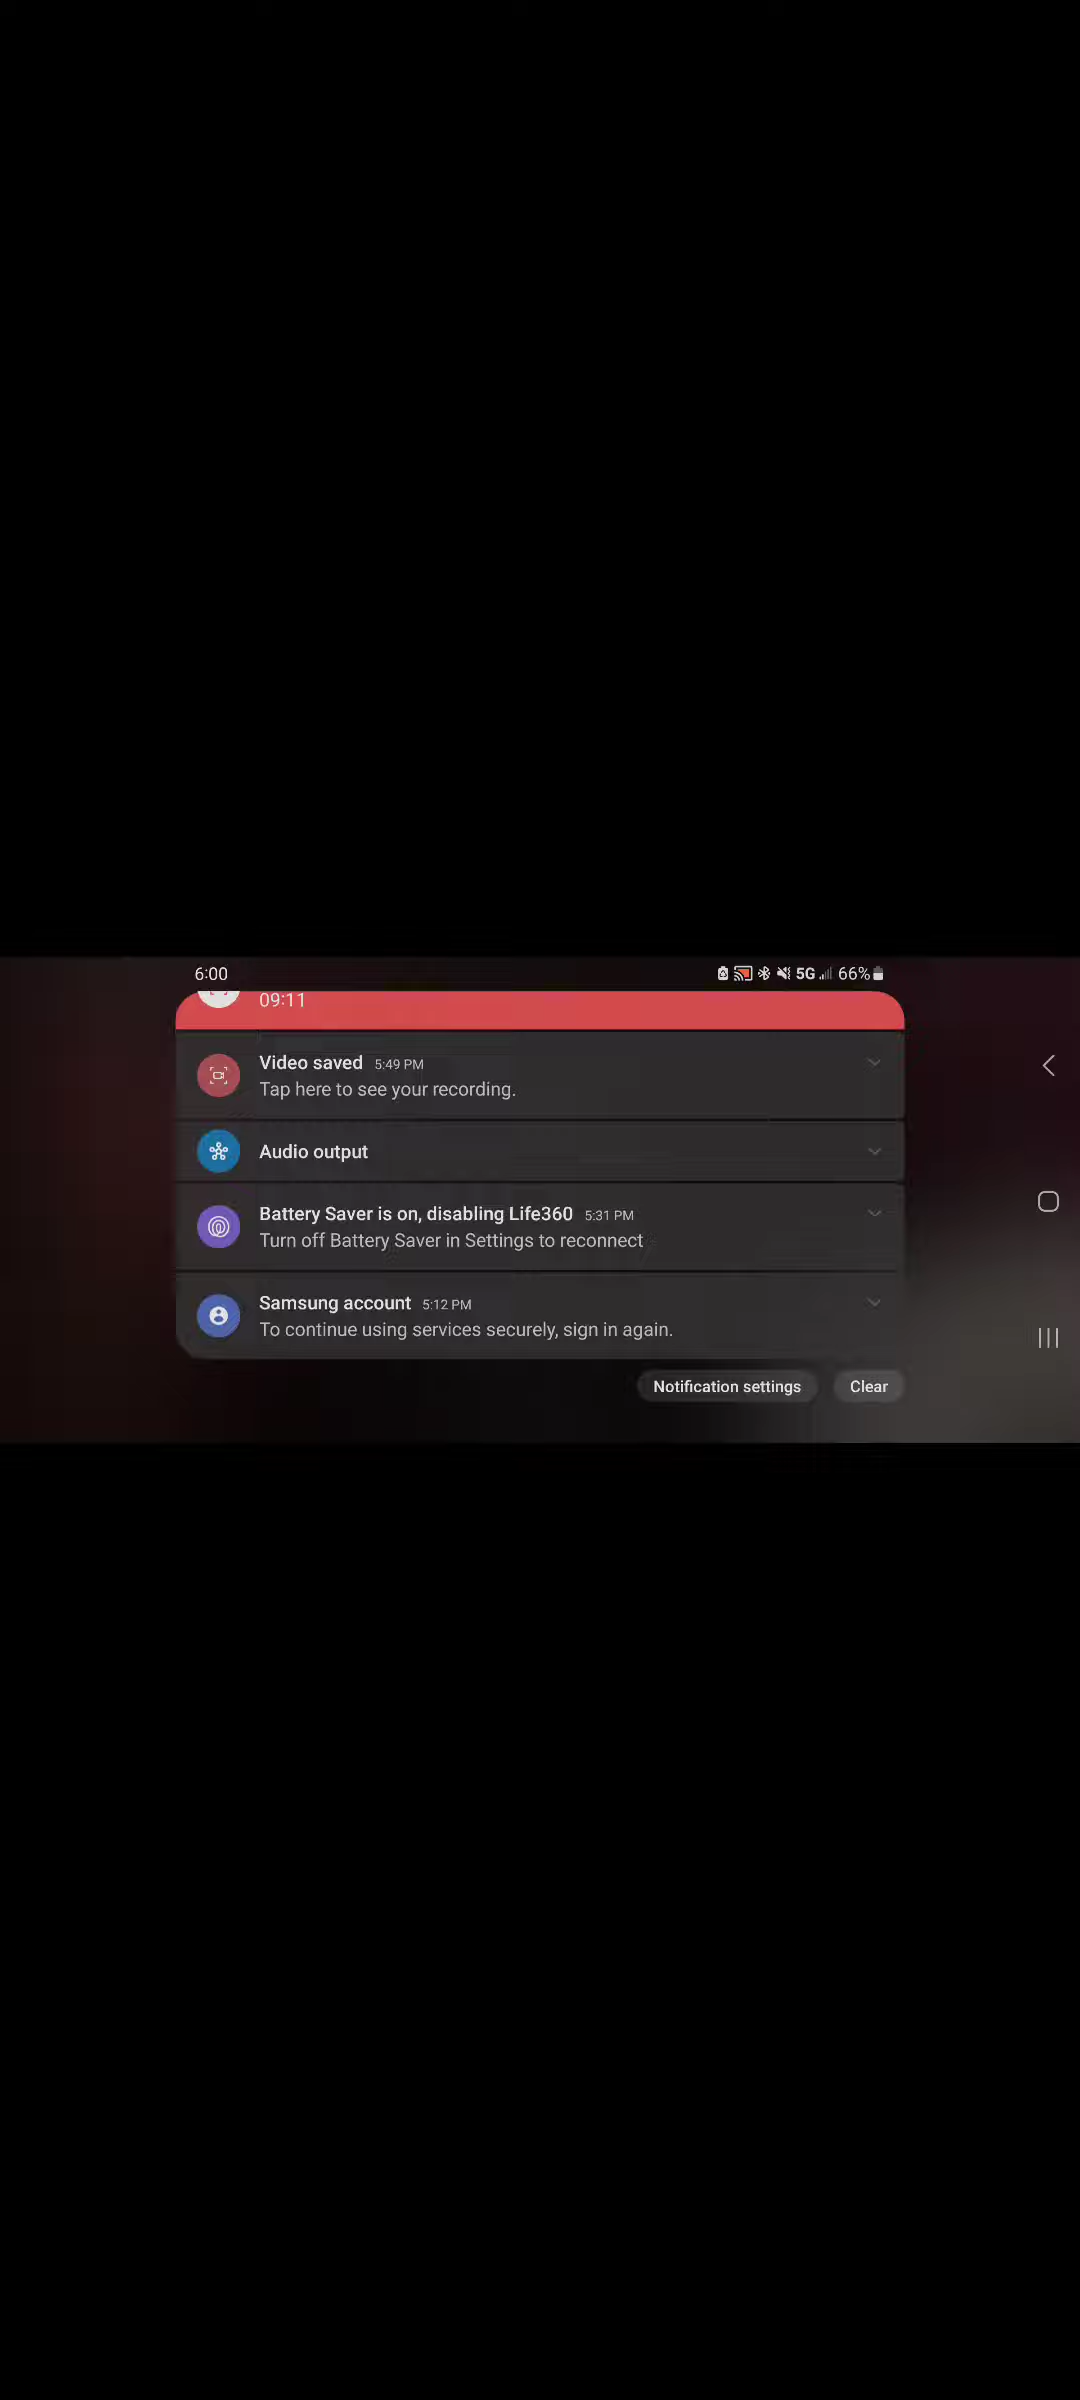 6:00
5G 66%
09:11
Video saved 5:49 PM
Tap here to see your recording.
Audio output
Battery Saver is on, disabling Life360 5:31 PM
Turn off Battery Saver in Settings to reconnect
Samsung account 5:12 PM
To continue using services securely, sign in again.
Notification settings Clear